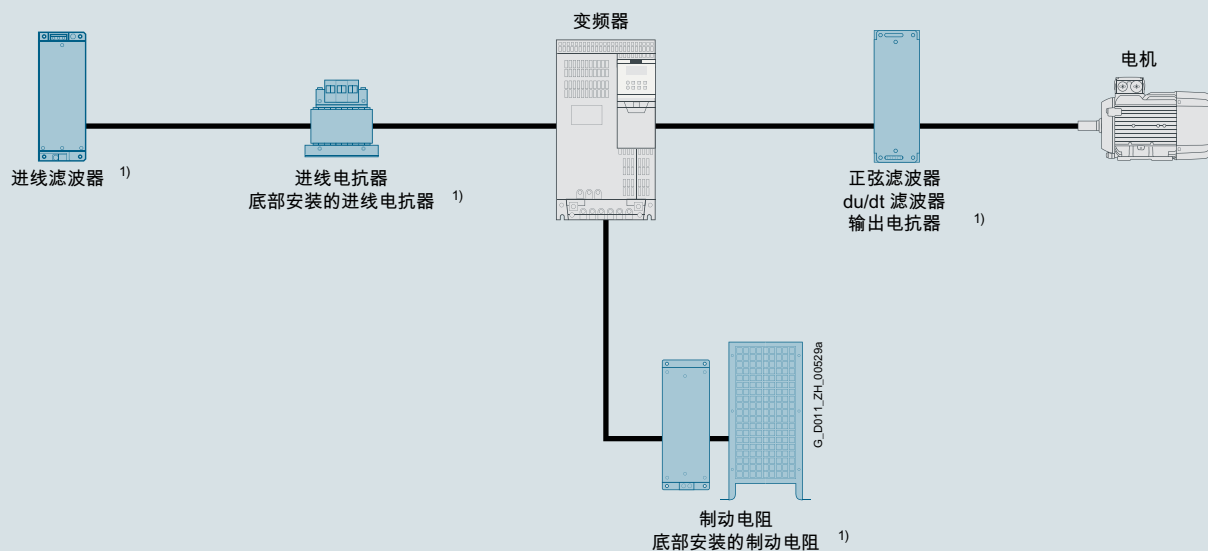 变频器
电机
进线滤波器 1)
进线电抗器
底部安装的进线电抗器 1)
正弦滤波器
du/dt 滤波器
输出电抗器 1)
G_D011_ZH_00529a
制动电阻
底部安装的制动电阻 1)